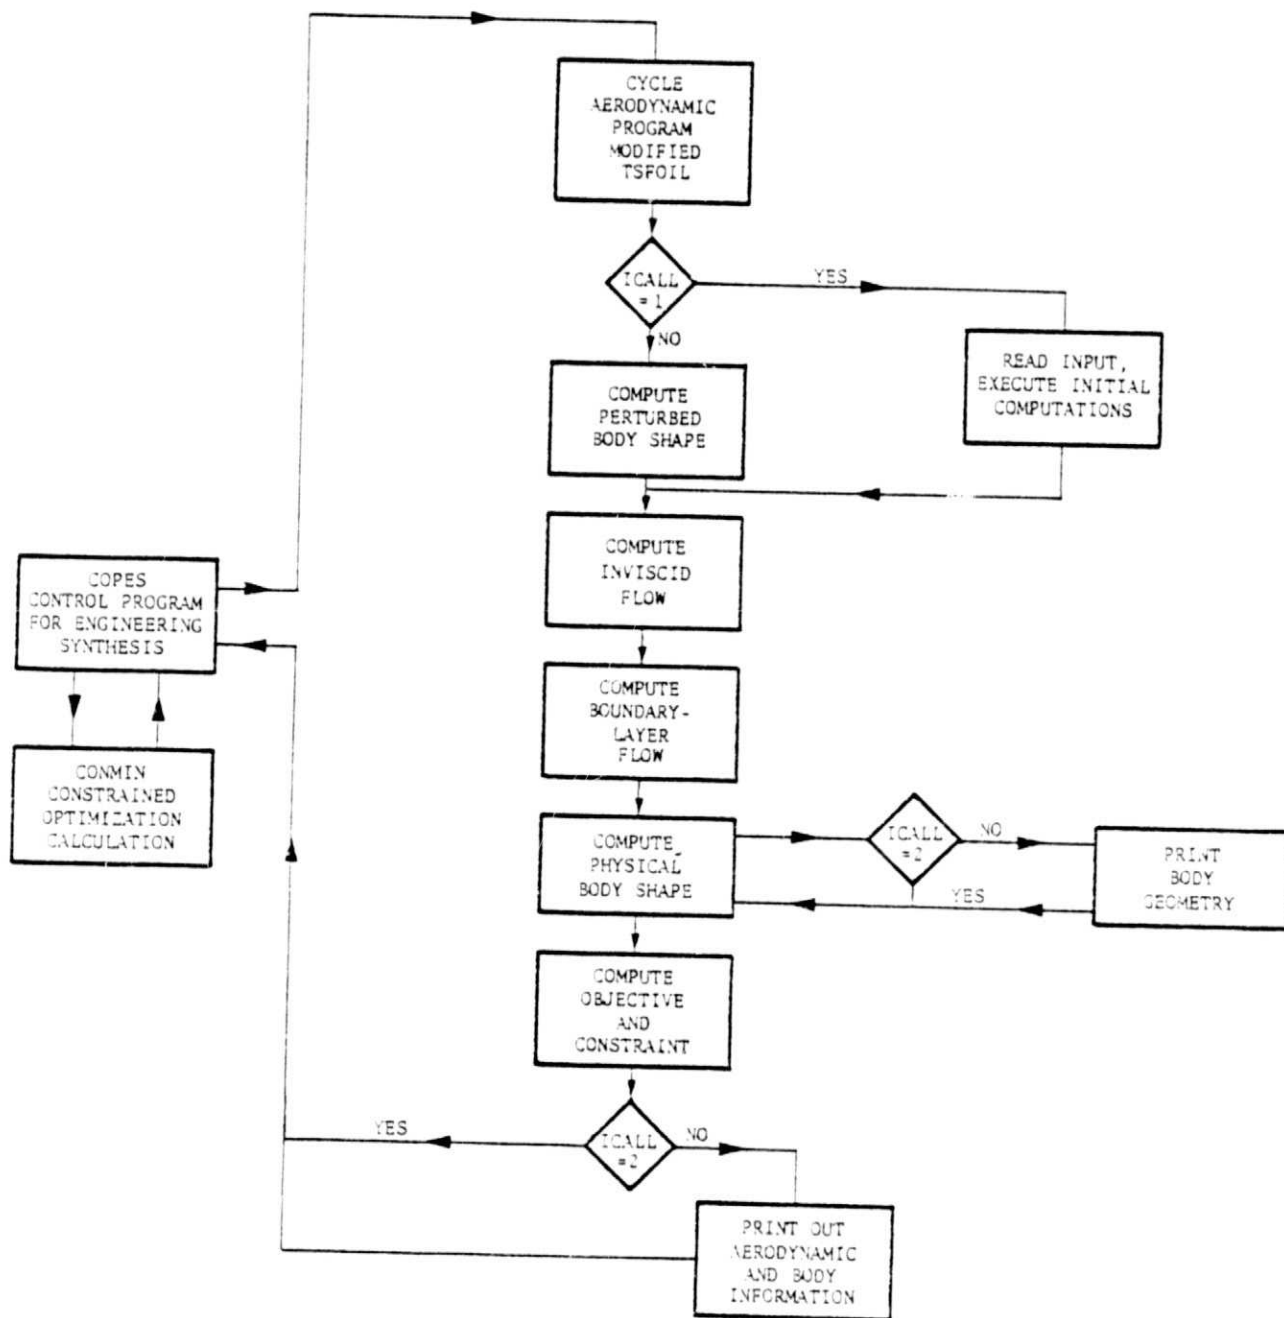 CYCLE
AERODYNAMIC
PROGRAM
MODIFIED
TSFOIL
ICALL
= 1
YES
NO
READ INPUT,
EXECUTE INITIAL
COMPUTATIONS
COMPUTE
PERTURBED
BODY SHAPE
COMPUTE
INVISCID
FLOW
COPES
CONTROL PROGRAM
FOR ENGINEERING
SYNTHESIS
COMPUTE
BOUNDARY-
LAYER
FLOW
CONMIN
CONSTRAINED
OPTIMIZATION
CALCULATION
COMPUTE
PHYSICAL
BODY SHAPE
ICALL
=2
NO
YES
PRINT
BODY
GEOMETRY
COMPUTE
OBJECTIVE
AND
CONSTRAINT
YES
ICALL
=2
NO
PRINT OUT
AERODYNAMIC
AND BODY
INFORMATION